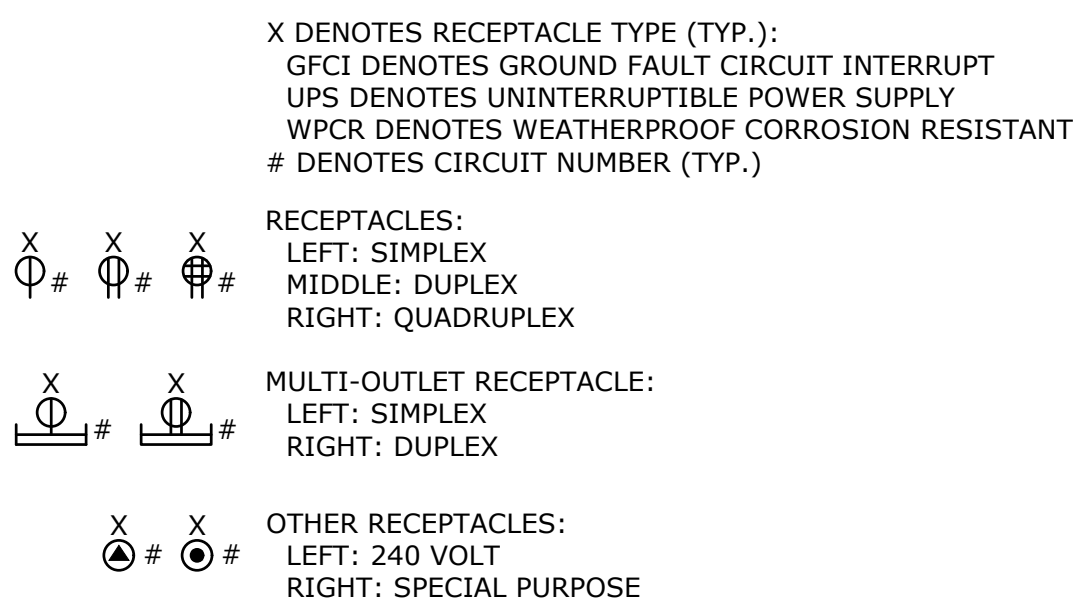 X DENOTES RECEPTACLE TYPE (TYP.):
GFCI DENOTES GROUND FAULT CIRCUIT INTERRUPT
UPS DENOTES UNINTERRUPTIBLE POWER SUPPLY
WPCR DENOTES WEATHERPROOF CORROSION RESISTANT
# DENOTES CIRCUIT NUMBER (TYP.)
X X X
# # #
RECEPTACLES:
LEFT: SIMPLEX
MIDDLE: DUPLEX
RIGHT: QUADRUPLEX
X X
# #
MULTI-OUTLET RECEPTACLE:
LEFT: SIMPLEX
RIGHT: DUPLEX
X X
# #
OTHER RECEPTACLES:
LEFT: 240 VOLT
RIGHT: SPECIAL PURPOSE